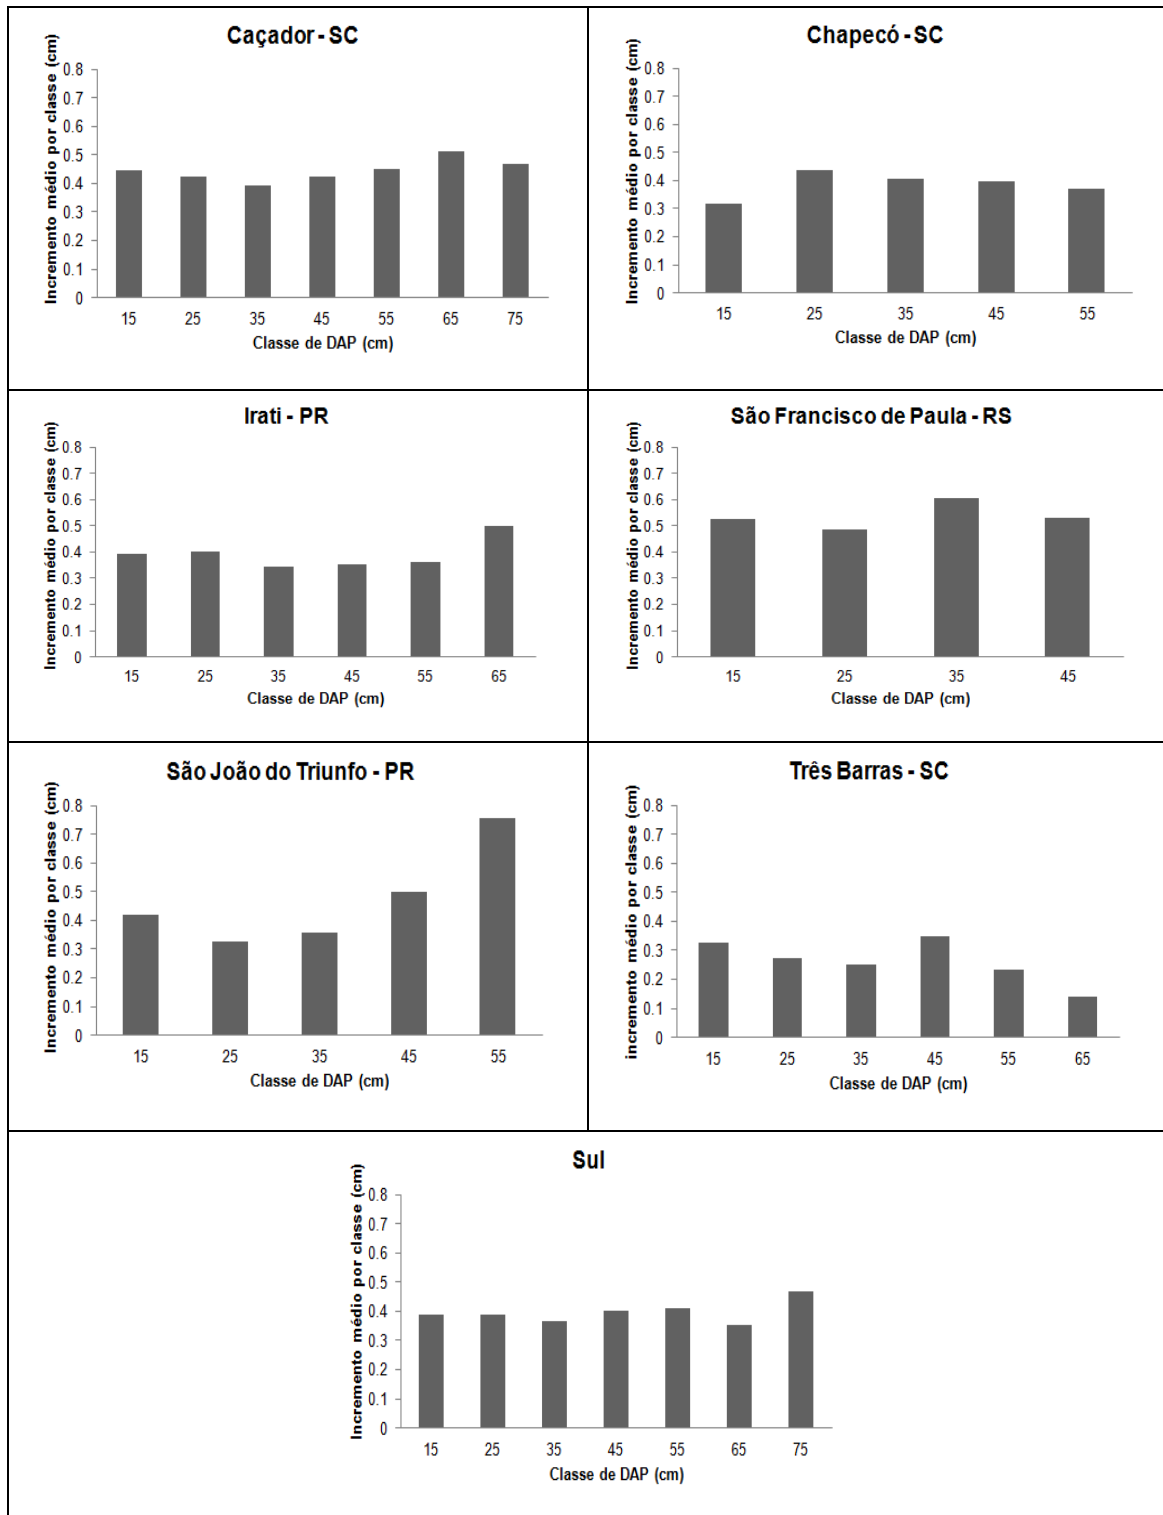 Caçador - SC
Incremento médio por classe (cm)
0.8
0.7
0.6
0.5
0.4
0.3
0.2
0.1
0
15 25 35 45 55 65 75
Classe de DAP (cm)
Chapecó - SC
Incremento médio por classe (cm)
0.8
0.7
0.6
0.5
0.4
0.3
0.2
0.1
0
15 25 35 45 55
Classe de DAP (cm)
Irati - PR
Incremento médio por classe (cm)
0.8
0.7
0.6
0.5
0.4
0.3
0.2
0.1
0
15 25 35 45 55 65
Classe de DAP (cm)
São Francisco de Paula - RS
Incremento médio por classe (cm)
0.8
0.7
0.6
0.5
0.4
0.3
0.2
0.1
0
15 25 35 45
Classe de DAP (cm)
São João do Triunfo - PR
Incremento médio por classe (cm)
0.8
0.7
0.6
0.5
0.4
0.3
0.2
0.1
0
15 25 35 45 55
Classe de DAP (cm)
Três Barras - SC
incremento médio por classe (cm)
0.8
0.7
0.6
0.5
0.4
0.3
0.2
0.1
0
15 25 35 45 55 65
Classe de DAP (cm)
Sul
Incremento médio por classe (cm)
0.8
0.7
0.6
0.5
0.4
0.3
0.2
0.1
0
15 25 35 45 55 65 75
Classe de DAP (cm)